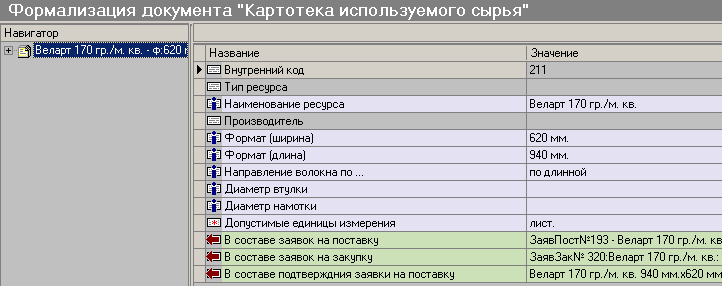 Формализация документа "Картотека используемого сырья"
Навигатор
Веларт 170 гр./м. кв. - ф:620
Название Значение
Внутренний код 211
Тип ресурса
Наименование ресурса Веларт 170 гр./м. кв.
Производитель
Формат (ширина) 620 мм.
Формат (длина) 940 мм.
Направление волокна по ... по длинной
Диаметр втулки
Диаметр намотки
Допустимые единицы измерения лист.
В составе заявок на поставку ЗаявПост№193 - Веларт 170 гр./м. кв
В составе заявок на закупку ЗаявЗак№ 320:Веларт 170 гр./м. кв.:
В составе подтверждния заявки на поставку Веларт 170 гр./м. кв. 940 мм.x620 мм